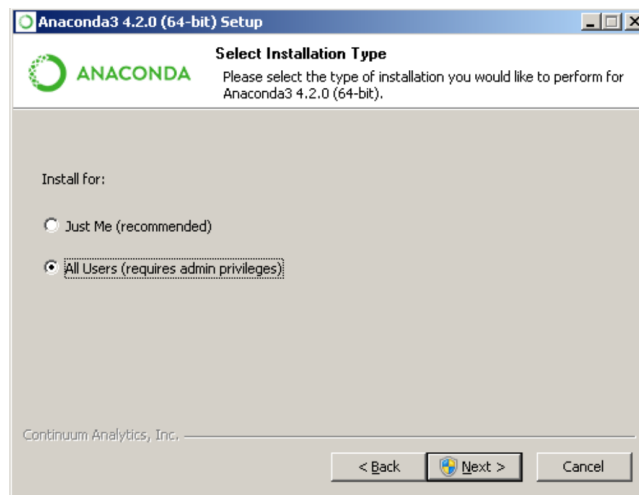 Anaconda3 4.2.0 (64-bit) Setup
ANACONDA
Select Installation Type
Please select the type of installation you would like to perform for
Anaconda3 4.2.0 (64-bit).
Install for:
Just Me (recommended)
All Users (requires admin privileges)
Continuum Analytics, Inc.
< Back
Next >
Cancel